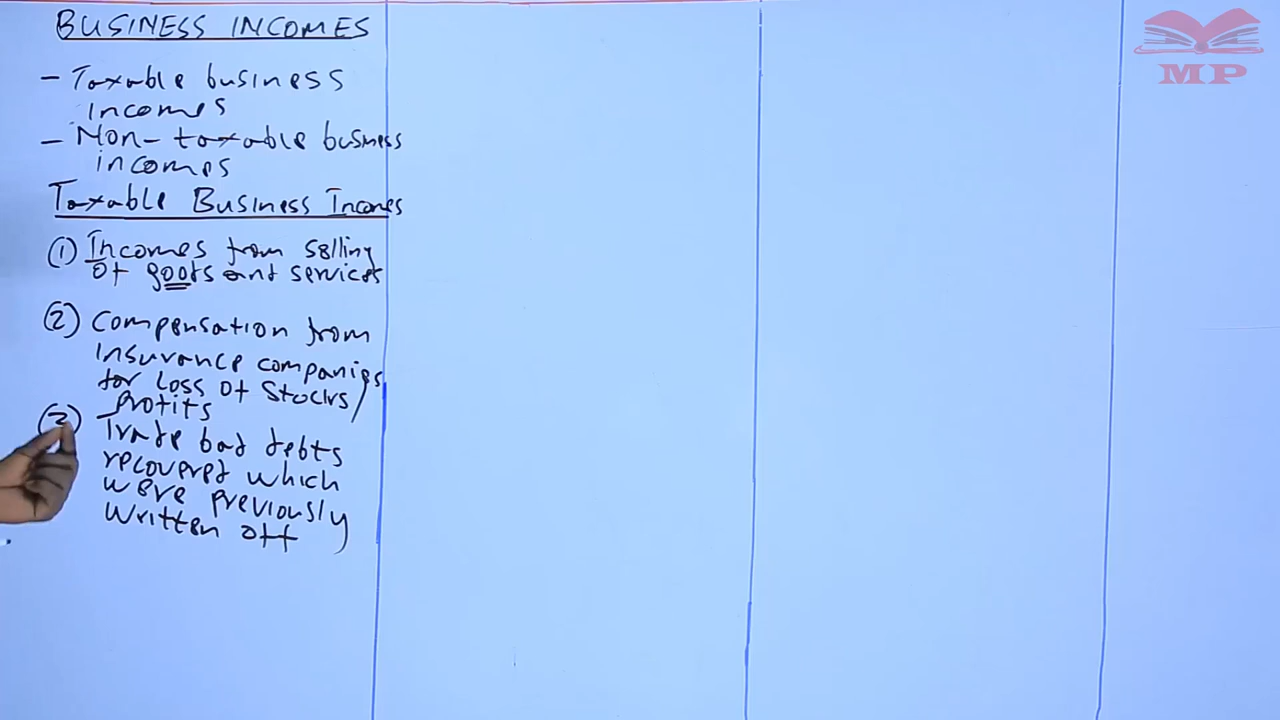 BUSINESS INCOMES
- Taxable business
incomes
- Non-taxable business
incomes
Taxable Business Incomes
① Incomes from selling
of goods and services
② Compensation from
insurance companies
for Loss of Stocks/
profits
③ Trade bad debts
recovered which
were previously
written off
MP